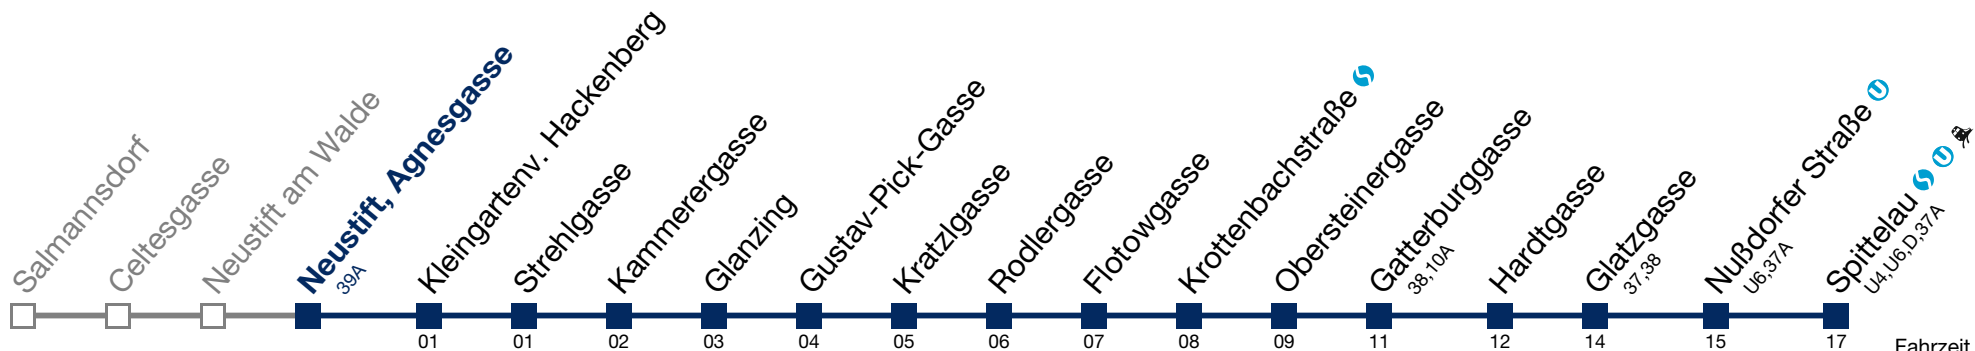 Salmannsdorf
Celtesgasse
Neustift am Walde
Neustift, Agnesgasse
39A
Kleingartenv. Hackenberg
Strehlgasse
Kammerergasse
Glanzing
Gustav-Pick-Gasse
Kratzlgasse
Rodlergasse
Flotowgasse
Krottenbachstraße S
Obersteinergasse
Gatterburggasse
38,10A
Hardtgasse
Glatzgasse
37,38
Nußdorfer Straße U
U6,37A
Spittelau S U
U4,U6,D,37A
01 01 02 03 04 05 06 07 08 09 11 12 14 15 17 Fahrzeit